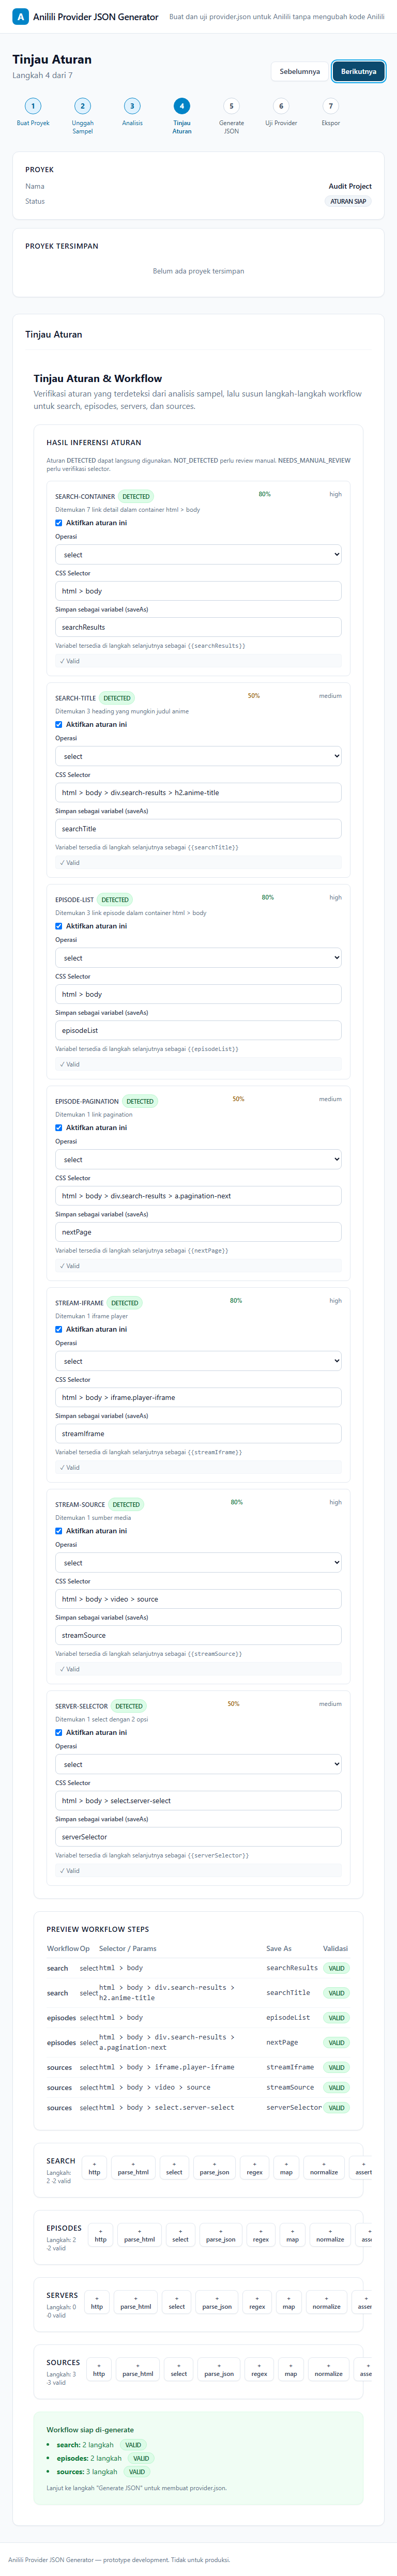 A Anilili Provider JSON Generator Buat dan uji provider.json untuk Anilili tanpa mengubah kode Anilili
Tinjau Aturan
Langkah 4 dari 7
Sebelumnya Berikutnya
1 2 3 4 5 6 7
Buat Proyek Unggah Sampel Analisis Tinjau Aturan Generate JSON Uji Provider Ekspor
PROYEK
Nama Audit Project
Status ATURAN SIAP
PROYEK TERSIMPAN
Belum ada proyek tersimpan
Tinjau Aturan
Tinjau Aturan & Workflow
Verifikasi aturan yang terdeteksi dari analisis sampel, lalu susun langkah-langkah workflow
untuk search, episodes, servers, dan sources.
HASIL INFERENSI ATURAN
Aturan DETECTED dapat langsung digunakan. NOT_DETECTED perlu review manual. NEEDS_MANUAL_REVIEW
perlu verifikasi selector.
SEARCH-CONTAINER DETECTED 80% high
Ditemukan 7 link detail dalam container html > body
Aktifkan aturan ini
Operasi
select
CSS Selector
html > body
Simpan sebagai variabel (saveAs)
searchResults
Variabel tersedia di langkah selanjutnya sebagai {{searchResults}}
✓ Valid
SEARCH-TITLE DETECTED 50% medium
Ditemukan 3 heading yang mungkin judul anime
Aktifkan aturan ini
Operasi
select
CSS Selector
html > body > div.search-results > h2.anime-title
Simpan sebagai variabel (saveAs)
searchTitle
Variabel tersedia di langkah selanjutnya sebagai {{searchTitle}}
✓ Valid
EPISODE-LIST DETECTED 80% high
Ditemukan 3 link episode dalam container html > body
Aktifkan aturan ini
Operasi
select
CSS Selector
html > body
Simpan sebagai variabel (saveAs)
episodeList
Variabel tersedia di langkah selanjutnya sebagai {{episodeList}}
✓ Valid
EPISODE-PAGINATION DETECTED 50% medium
Ditemukan 1 link pagination
Aktifkan aturan ini
Operasi
select
CSS Selector
html > body > div.search-results > a.pagination-next
Simpan sebagai variabel (saveAs)
nextPage
Variabel tersedia di langkah selanjutnya sebagai {{nextPage}}
✓ Valid
STREAM-IFRAME DETECTED 80% high
Ditemukan 1 iframe player
Aktifkan aturan ini
Operasi
select
CSS Selector
html > body > iframe.player-iframe
Simpan sebagai variabel (saveAs)
streamIframe
Variabel tersedia di langkah selanjutnya sebagai {{streamIframe}}
✓ Valid
STREAM-SOURCE DETECTED 80% high
Ditemukan 1 sumber media
Aktifkan aturan ini
Operasi
select
CSS Selector
html > body > video > source
Simpan sebagai variabel (saveAs)
streamSource
Variabel tersedia di langkah selanjutnya sebagai {{streamSource}}
✓ Valid
SERVER-SELECTOR DETECTED 50% medium
Ditemukan 1 select dengan 2 opsi
Aktifkan aturan ini
Operasi
select
CSS Selector
html > body > select.server-select
Simpan sebagai variabel (saveAs)
serverSelector
Variabel tersedia di langkah selanjutnya sebagai {{serverSelector}}
✓ Valid
PREVIEW WORKFLOW STEPS
Workflow Op Selector / Params Save As Validasi
search select html > body searchResults VALID
search select html > body > div.search-results > h2.anime-title searchTitle VALID
episodes select html > body episodeList VALID
episodes select html > body > div.search-results > a.pagination-next nextPage VALID
sources select html > body > iframe.player-iframe streamIframe VALID
sources select html > body > video > source streamSource VALID
sources select html > body > select.server-select serverSelector VALID
SEARCH
Langkah: 2 ·2 valid
+ http + parse_html + select + parse_json + regex + map + normalize + assert
EPISODES
Langkah: 2 ·2 valid
+ http + parse_html + select + parse_json + regex + map + normalize + asse
SERVERS
Langkah: 0 ·0 valid
+ http + parse_html + select + parse_json + regex + map + normalize + asser
SOURCES
Langkah: 3 ·3 valid
+ http + parse_html + select + parse_json + regex + map + normalize + asse
Workflow siap di-generate
• search: 2 langkah VALID
• episodes: 2 langkah VALID
• sources: 3 langkah VALID
Lanjut ke langkah "Generate JSON" untuk membuat provider.json.
Anilili Provider JSON Generator — prototype development. Tidak untuk produksi.